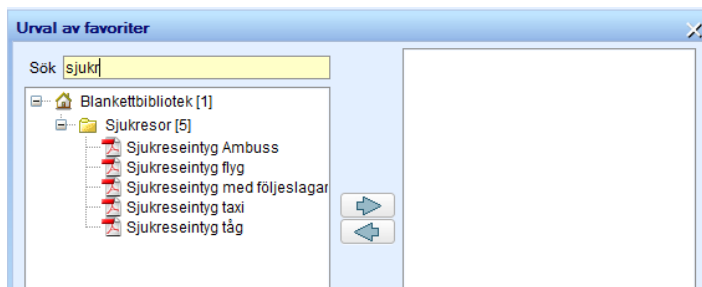 Urval av favoriter
Sök sjukr
Blankettbibliotek [1]
Sjukresor [5]
Sjukreseintyg Ambuss
Sjukreseintyg flyg
Sjukreseintyg med följeslagar
Sjukreseintyg taxi
Sjukreseintyg tåg